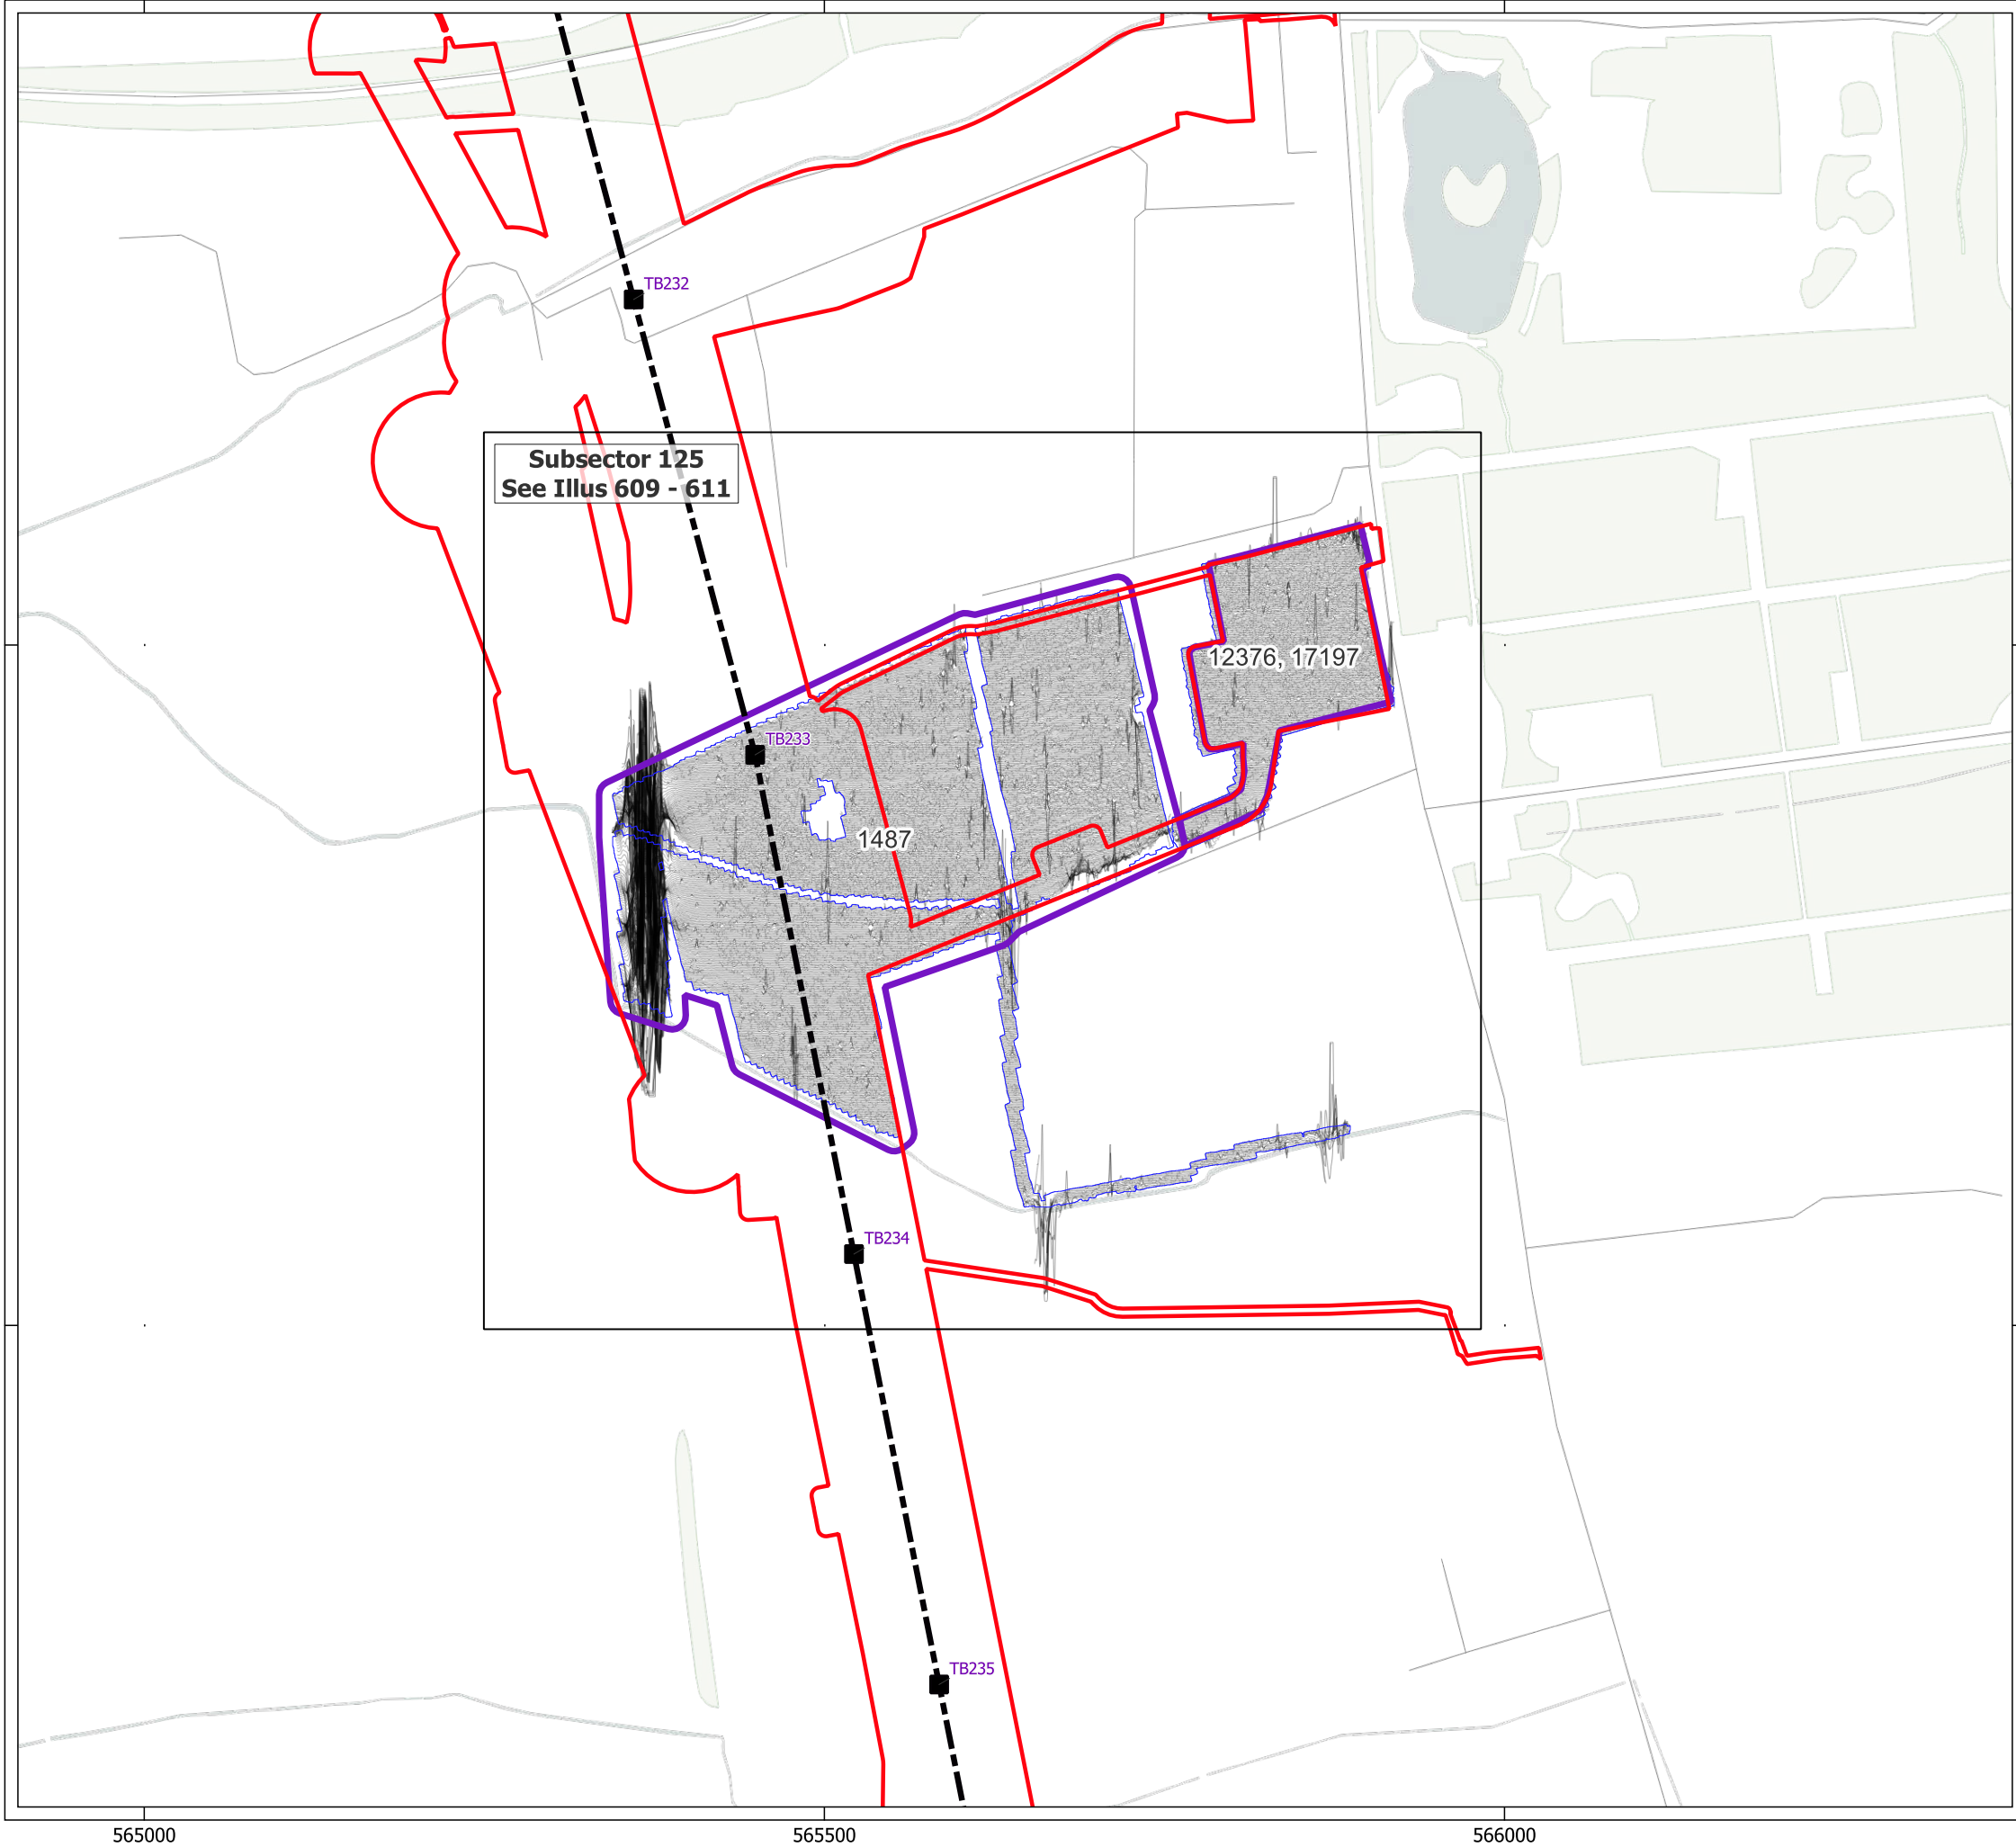 TB232
Subsector 125
See Illus 609 - 611
12376, 17197
TB233
1487
TB234
TB235
565000
565500
566000